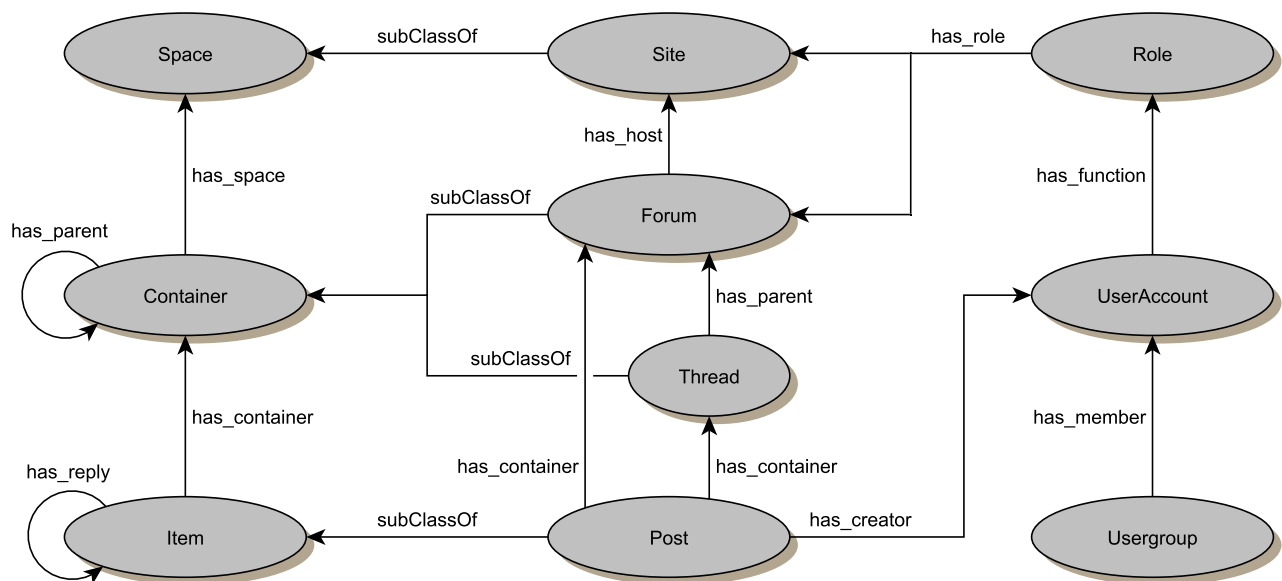 subClassOf
has_role
Space
Site
Role
has_host
has_space
has_function
subClassOf
has_parent
Forum
Container
has_parent
UserAccount
subClassOf
Thread
has_container
has_member
has_reply
has_container
has_container
subClassOf
has_creator
Item
Post
Usergroup